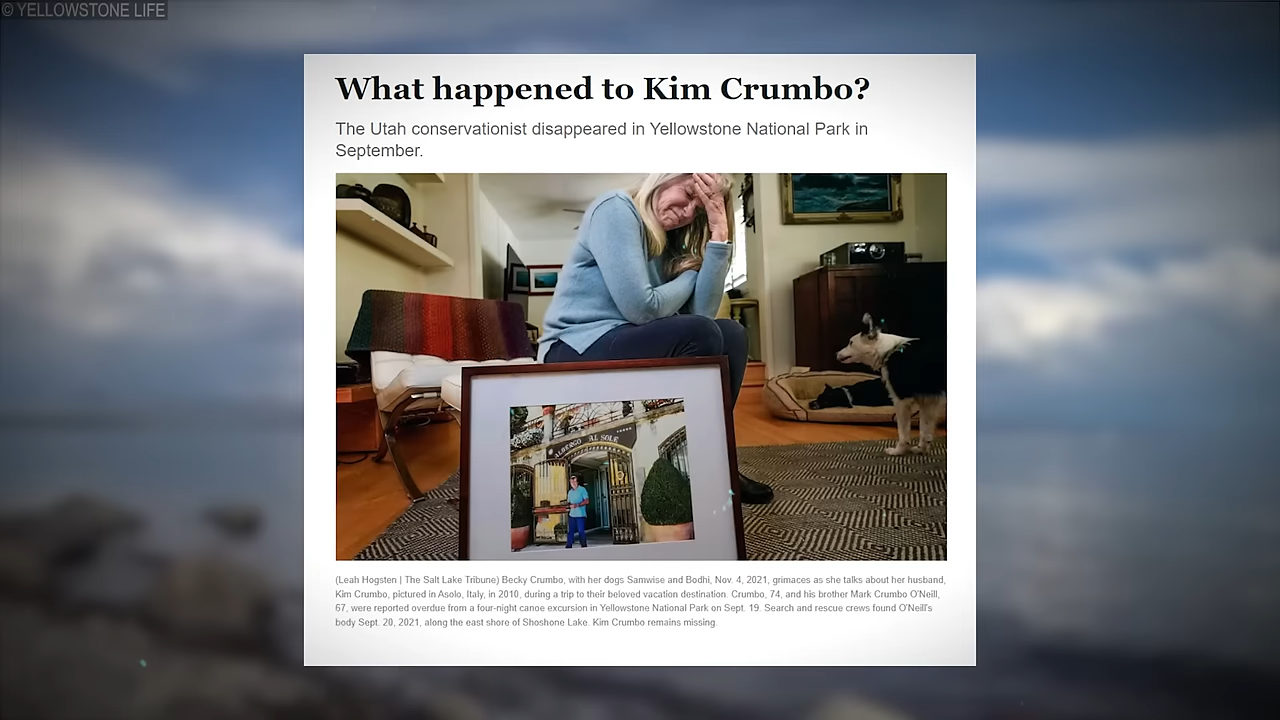 © YELLOWSTONE LIFE
What happened to Kim Crumbo?
The Utah conservationist disappeared in Yellowstone National Park in
September.
ALBERGO AL SOLE
(Leah Hogsten | The Salt Lake Tribune) Becky Crumbo, with her dogs Samwise and Bodhi, Nov. 4, 2021, grimaces as she talks about her husband,
Kim Crumbo, pictured in Asolo, Italy, in 2010, during a trip to their beloved vacation destination. Crumbo, 74, and his brother Mark Crumbo O'Neill,
67, were reported overdue from a four-night canoe excursion in Yellowstone National Park on Sept. 19. Search and rescue crews found O'Neill's
body Sept. 20, 2021, along the east shore of Shoshone Lake. Kim Crumbo remains missing.